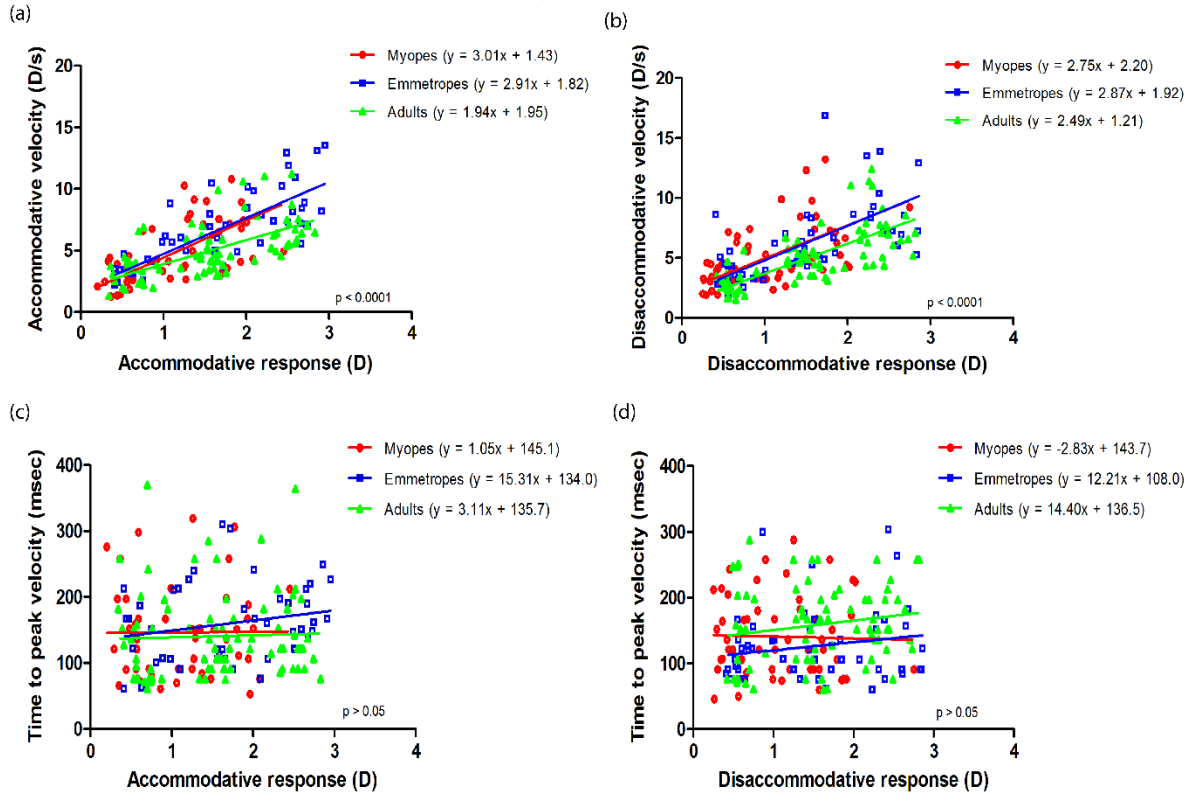 (a)
Myopes (y = 3.01x + 1.43)
Emmetropes (y = 2.91x + 1.82)
Adults (y = 1.94x + 1.95)
Accommodative velocity (D/s)
20
15
10
5
0
p < 0.0001
0 1 2 3 4
Accommodative response (D)
(b)
Myopes (y = 2.75x + 2.20)
Emmetropes (y = 2.87x + 1.92)
Adults (y = 2.49x + 1.21)
Disaccommodative velocity (D/s)
20
15
10
5
0
p < 0.0001
0 1 2 3 4
Disaccommodative response (D)
(c)
Myopes (y = 1.05x + 145.1)
Emmetropes (y = 15.31x + 134.0)
Adults (y = 3.11x + 135.7)
Time to peak velocity (msec)
400
300
200
100
0
p > 0.05
0 1 2 3 4
Accommodative response (D)
(d)
Myopes (y = -2.83x + 143.7)
Emmetropes (y = 12.21x + 108.0)
Adults (y = 14.40x + 136.5)
Time to peak velocity (msec)
400
300
200
100
0
p > 0.05
0 1 2 3 4
Disaccommodative response (D)